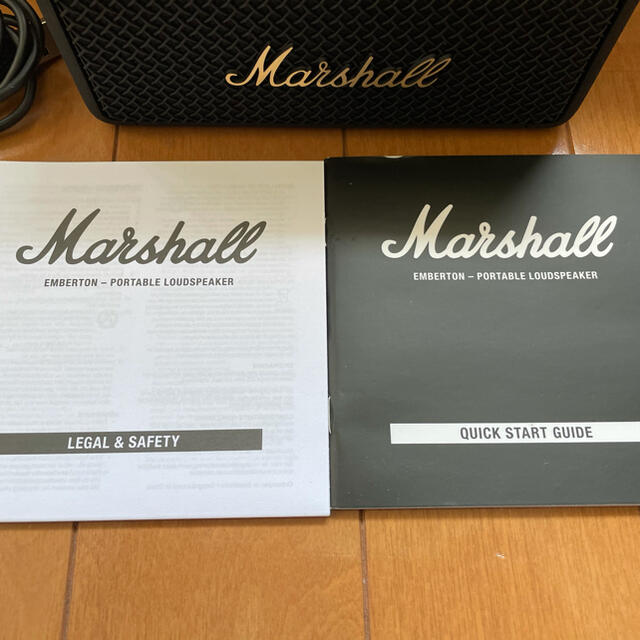 Marshall
Marshall
EMBERTON – PORTABLE LOUDSPEAKER
LEGAL & SAFETY
Marshall
EMBERTON – PORTABLE LOUDSPEAKER
QUICK START GUIDE